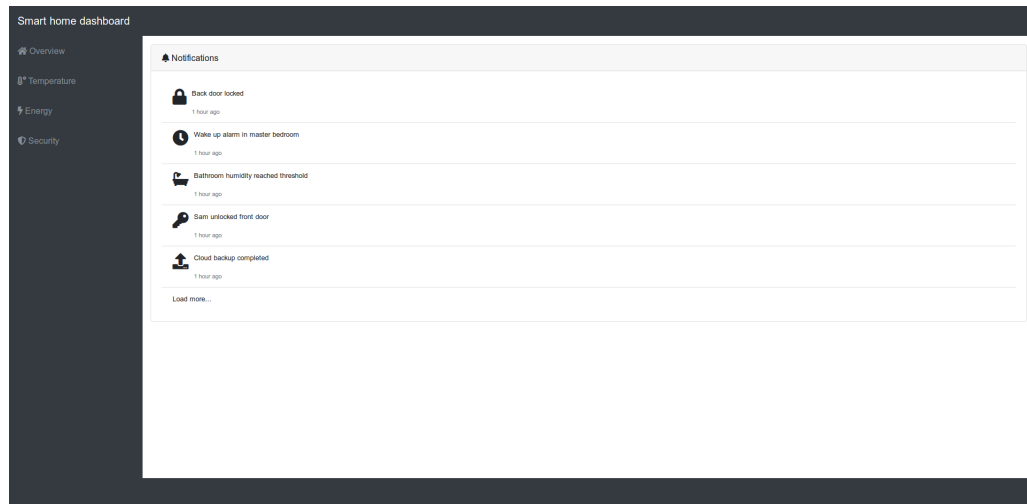 Smart home dashboard
Overview
Temperature
Energy
Security
Notifications
Back door locked
1 hour ago
Wake up alarm in master bedroom
1 hour ago
Bathroom humidity reached threshold
1 hour ago
Sam unlocked front door
1 hour ago
Cloud backup completed
1 hour ago
Load more...